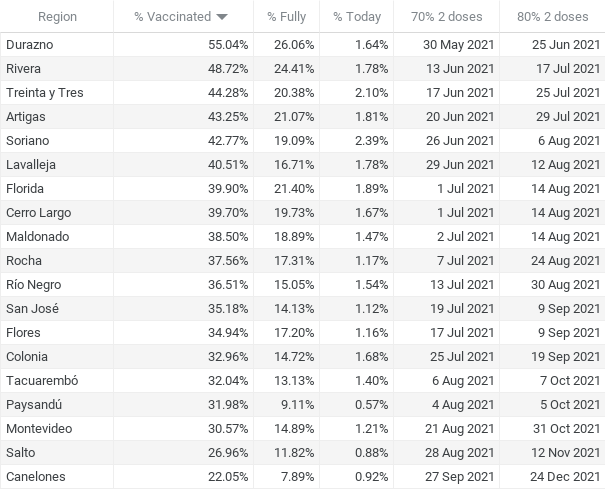 Region % Vaccinated % Fully % Today 70% 2 doses 80% 2 doses
Durazno 55.04% 26.06% 1.64% 30 May 2021 25 Jun 2021
Rivera 48.72% 24.41% 1.78% 13 Jun 2021 17 Jul 2021
Treinta y Tres 44.28% 20.38% 2.10% 17 Jun 2021 25 Jul 2021
Artigas 43.25% 21.07% 1.81% 20 Jun 2021 29 Jul 2021
Soriano 42.77% 19.09% 2.39% 26 Jun 2021 6 Aug 2021
Lavalleja 40.51% 16.71% 1.78% 29 Jun 2021 12 Aug 2021
Florida 39.90% 21.40% 1.89% 1 Jul 2021 14 Aug 2021
Cerro Largo 39.70% 19.73% 1.67% 1 Jul 2021 14 Aug 2021
Maldonado 38.50% 18.89% 1.47% 2 Jul 2021 14 Aug 2021
Rocha 37.56% 17.31% 1.17% 7 Jul 2021 24 Aug 2021
Río Negro 36.51% 15.05% 1.54% 13 Jul 2021 30 Aug 2021
San José 35.18% 14.13% 1.12% 19 Jul 2021 9 Sep 2021
Flores 34.94% 17.20% 1.16% 17 Jul 2021 9 Sep 2021
Colonia 32.96% 14.72% 1.68% 25 Jul 2021 19 Sep 2021
Tacuarembó 32.04% 13.13% 1.40% 6 Aug 2021 7 Oct 2021
Paysandú 31.98% 9.11% 0.57% 4 Aug 2021 5 Oct 2021
Montevideo 30.57% 14.89% 1.21% 21 Aug 2021 31 Oct 2021
Salto 26.96% 11.82% 0.88% 28 Aug 2021 12 Nov 2021
Canelones 22.05% 7.89% 0.92% 27 Sep 2021 24 Dec 2021